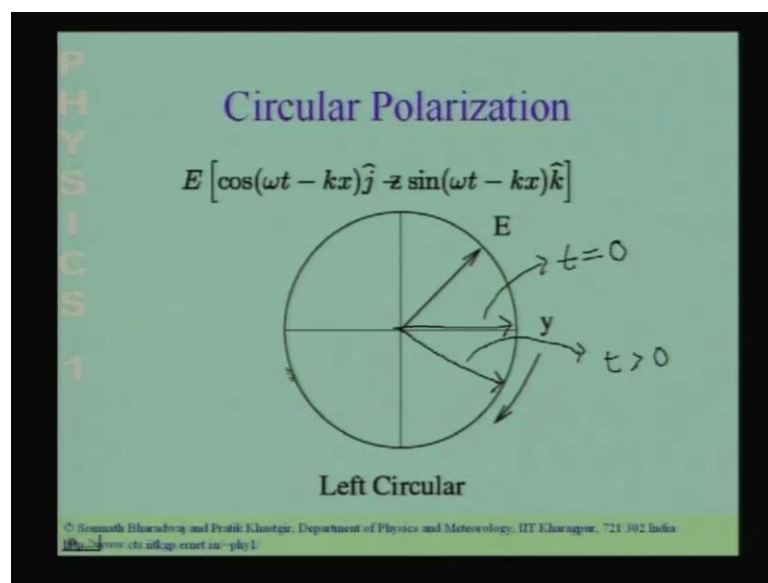 PHYSICS 1
Circular Polarization
E [cos(ωt − kx)ĵ − z sin(ωt − kx)k̂]
E
t=0
y
t>0
Left Circular
© Somnath Bharadwaj and Pratik Khastgir, Department of Physics and Meteorology, IIT Kharagpur, 721 302 India
http://www.cts.iitkgp.ernet.in/~phy1/